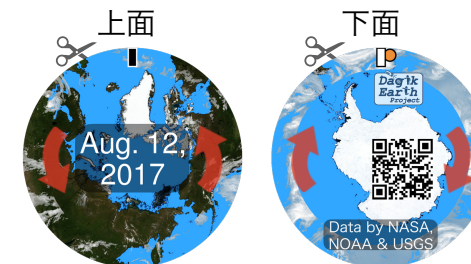 上面
下面
Aug. 12,
2017
Dagik
Earth
Project
Data by NASA,
NOAA & USGS